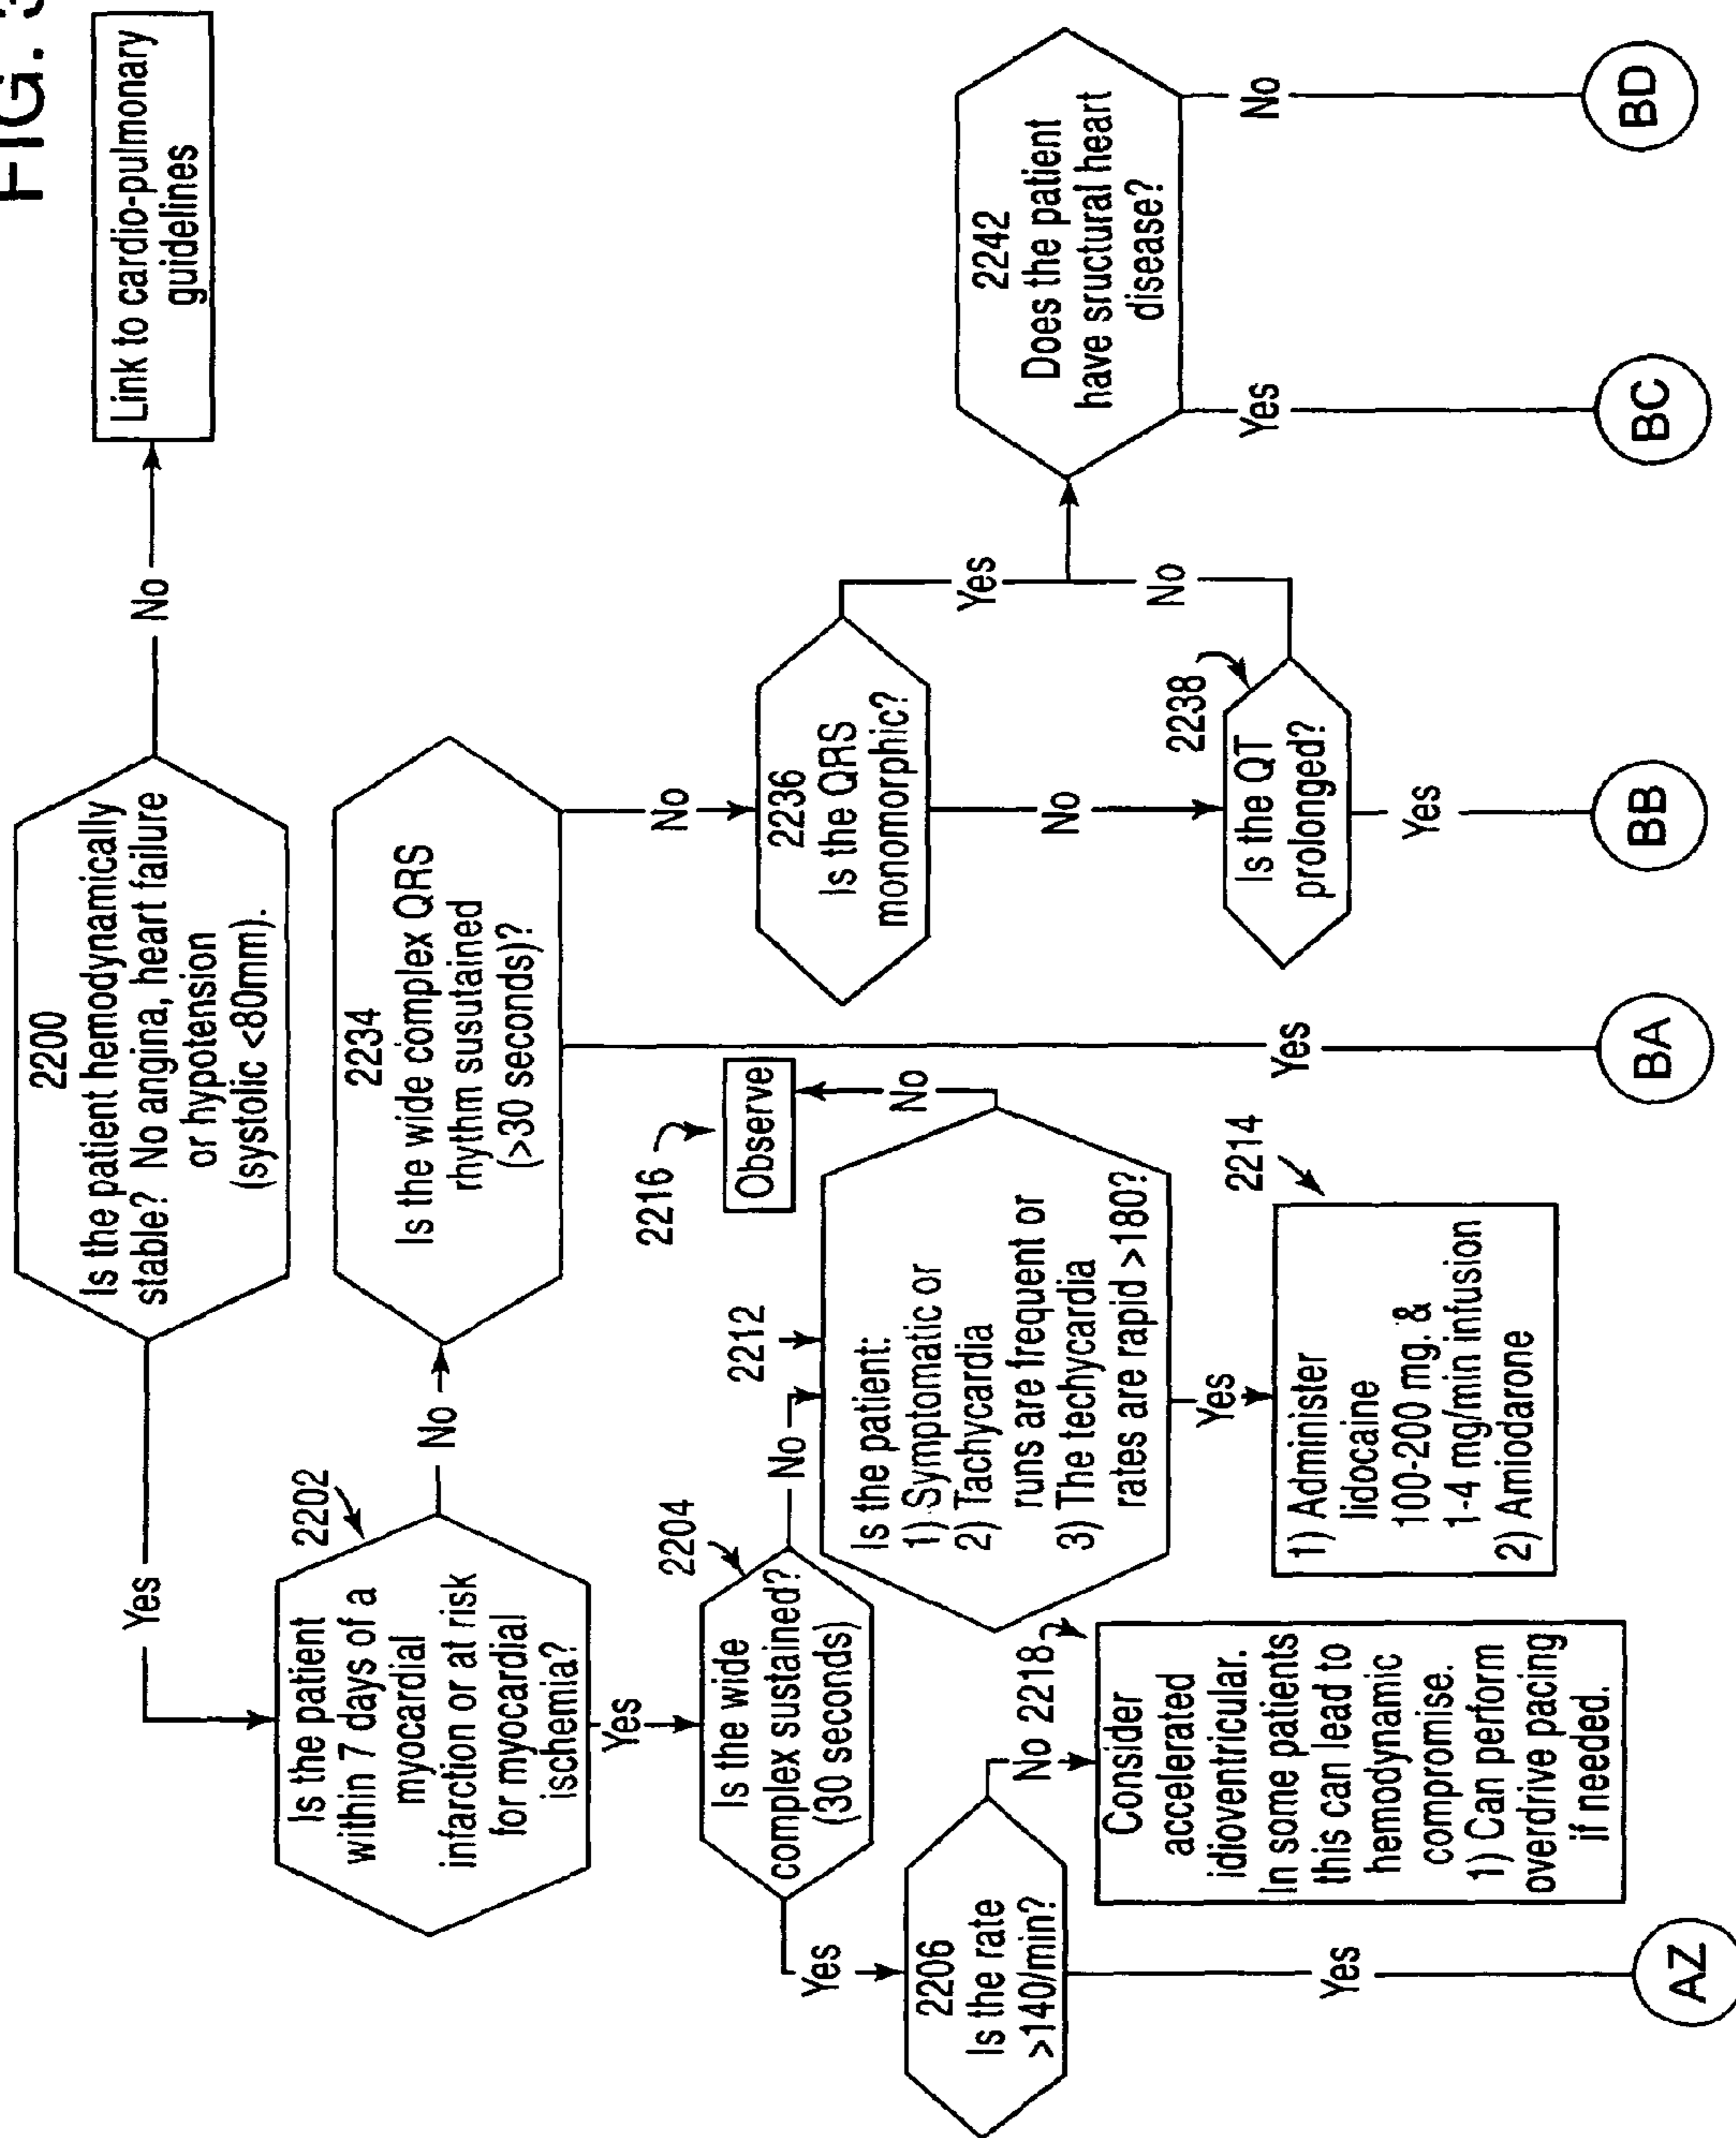 FIG. 3
2200
Is the patient hemodynamically
stable? No angina, heart failure
or hypotension
(systolic <80mm).
No
Link to cardio-pulmonary
guidelines
Yes
2202
Is the patient
within 7 days of a
myocardial
infarction or at risk
for myocardial
ischemia?
No
2234
Is the wide complex QRS
rhythm susutained
(>30 seconds)?
Yes
2204
Is the wide
complex sustained?
(30 seconds)
No
2212
Is the patient:
1) Symptomatic or
2) Tachycardia
runs are frequent or
3) The techycardia
rates are rapid >180?
No
2216
Observe
Yes
2214
1) Administer
lidocaine
100-200 mg. &
1-4 mg/min infusion
2) Amiodarone
Yes
2206
Is the rate
>140/min?
No
2218
Consider
accelerated
idioventricular.
In some patients
this can lead to
hemodynamic
compromise.
1) Can perform
overdrive pacing
if needed.
Yes
AZ
Yes
BA
No
2236
Is the QRS
monomorphic?
Yes
No
2238
Is the QT
prolonged?
No
Yes
BB
2242
Does the patient
have sructural heart
disease?
Yes
BC
No
BD